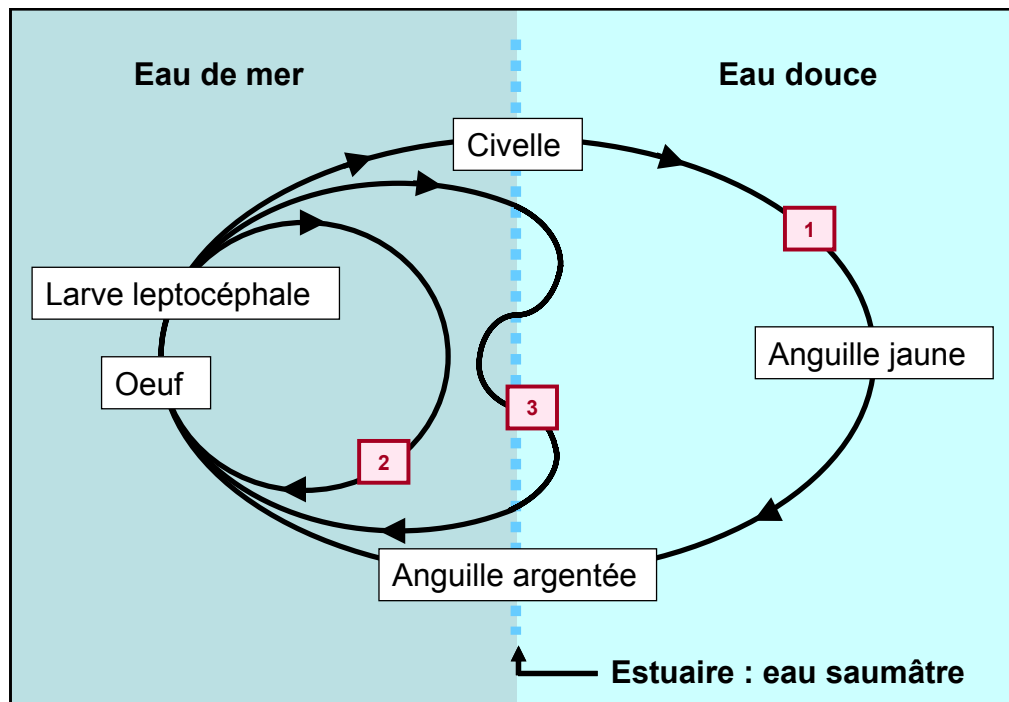 Eau de mer
Eau douce
Civelle
1
Larve leptocéphale
Anguille jaune
Oeuf
3
2
Anguille argentée
Estuaire : eau saumâtre